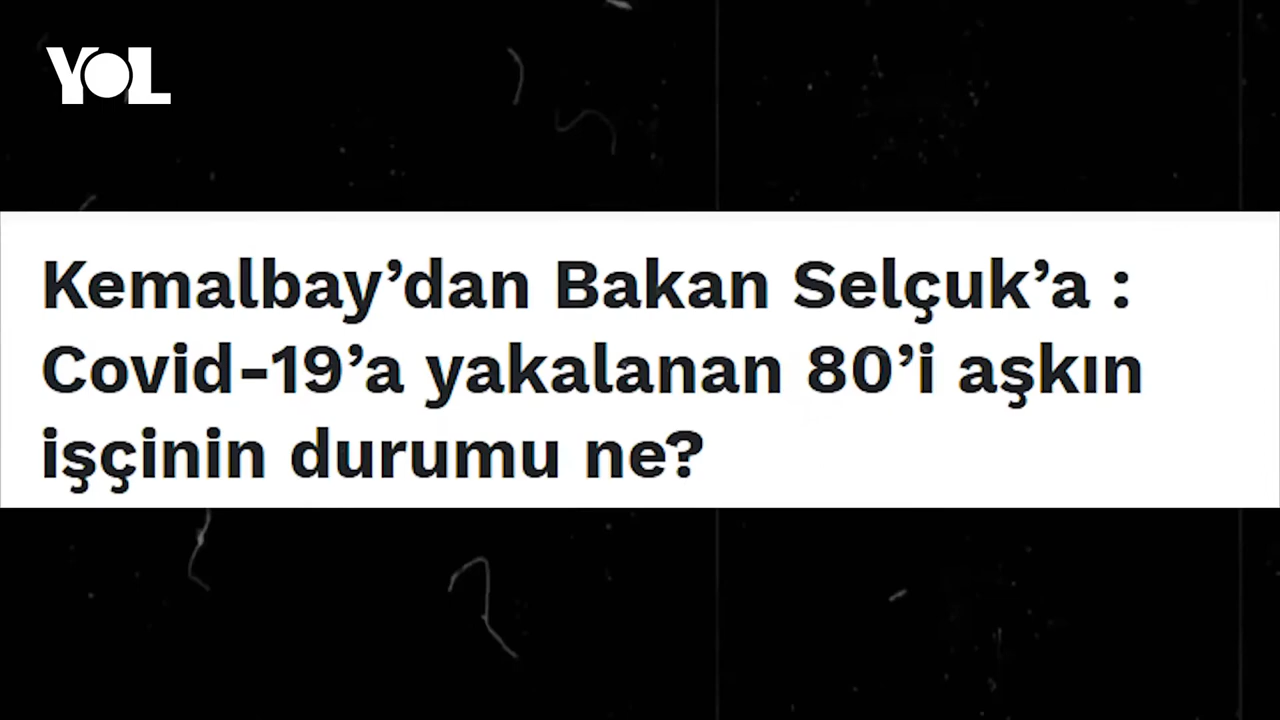 YOL
Kemalbay’dan Bakan Selçuk’a :
Covid-19’a yakalanan 80’i aşkın
işçinin durumu ne?